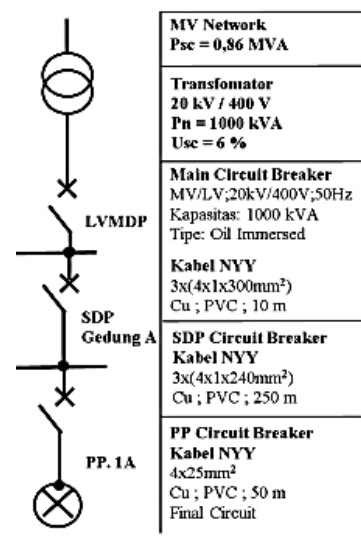 MV Network
Psc = 0,86 MVA
Transfomator
20 kV / 400 V
Pn = 1000 kVA
Usc = 6 %
Main Circuit Breaker
MV/LV;20kV/400V;50Hz
Kapasitas: 1000 kVA
Tipe: Oil Immersed
LVMDP
Kabel NYY
3x(4x1x300mm²)
Cu ; PVC ; 10 m
SDP
Gedung A
SDP Circuit Breaker
Kabel NYY
3x(4x1x240mm²)
Cu ; PVC ; 250 m
PP. 1A
PP Circuit Breaker
Kabel NYY
4x25mm²
Cu ; PVC ; 50 m
Final Circuit